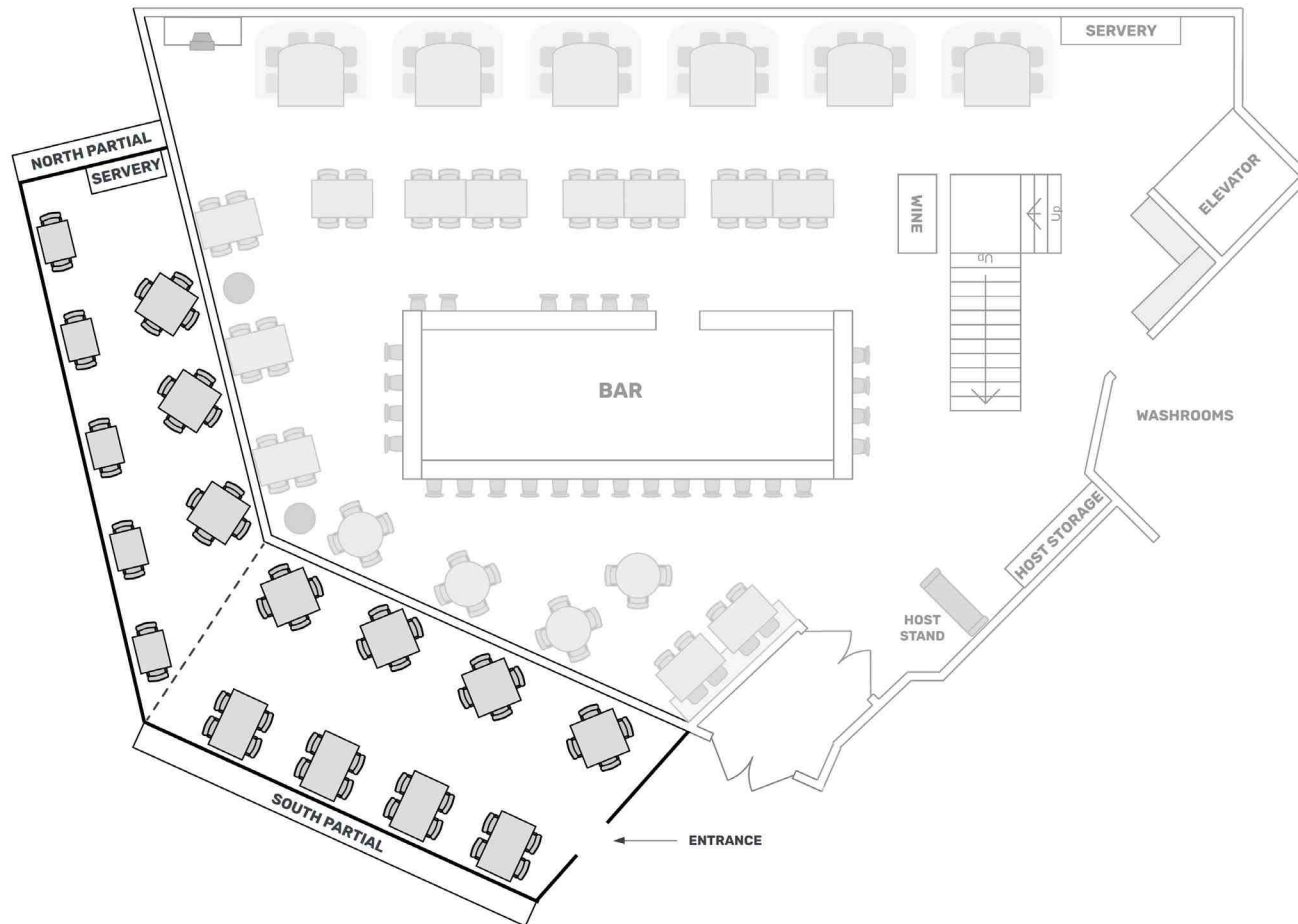 SERVERY
NORTH PARTIAL
SERVERY
ELEVATOR
WINE
Up
Up
BAR
WASHROOMS
HOST STORAGE
HOST
STAND
SOUTH PARTIAL
ENTRANCE